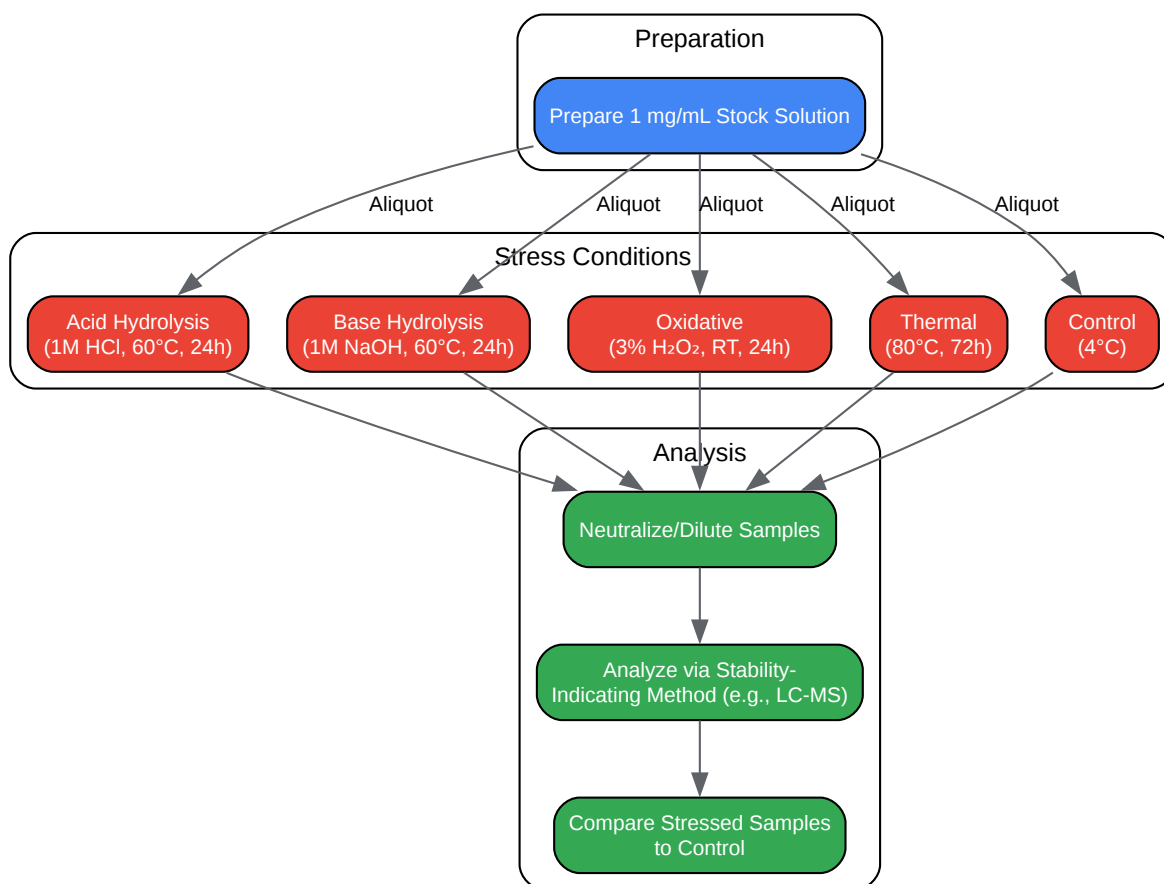 Preparation
Prepare 1 mg/mL Stock Solution
Aliquot
Aliquot
Aliquot
Aliquot
Aliquot
Stress Conditions
Acid Hydrolysis
(1M HCl, 60°C, 24h)
Base Hydrolysis
(1M NaOH, 60°C, 24h)
Oxidative
(3% H₂O₂, RT, 24h)
Thermal
(80°C, 72h)
Control
(4°C)
Analysis
Neutralize/Dilute Samples
Analyze via Stability-
Indicating Method (e.g., LC-MS)
Compare Stressed Samples
to Control